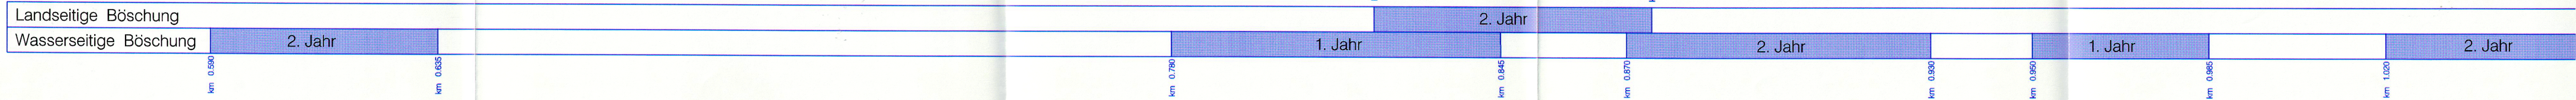 Landseitige Böschung 2. Jahr
Wasserseitige Böschung 2. Jahr 1. Jahr 2. Jahr 1. Jahr 2. Jahr
km 0.590 km 0.635 km 0.780 km 0.845 km 0.870 km 0.930 km 0.950 km 0.985 km 1.020